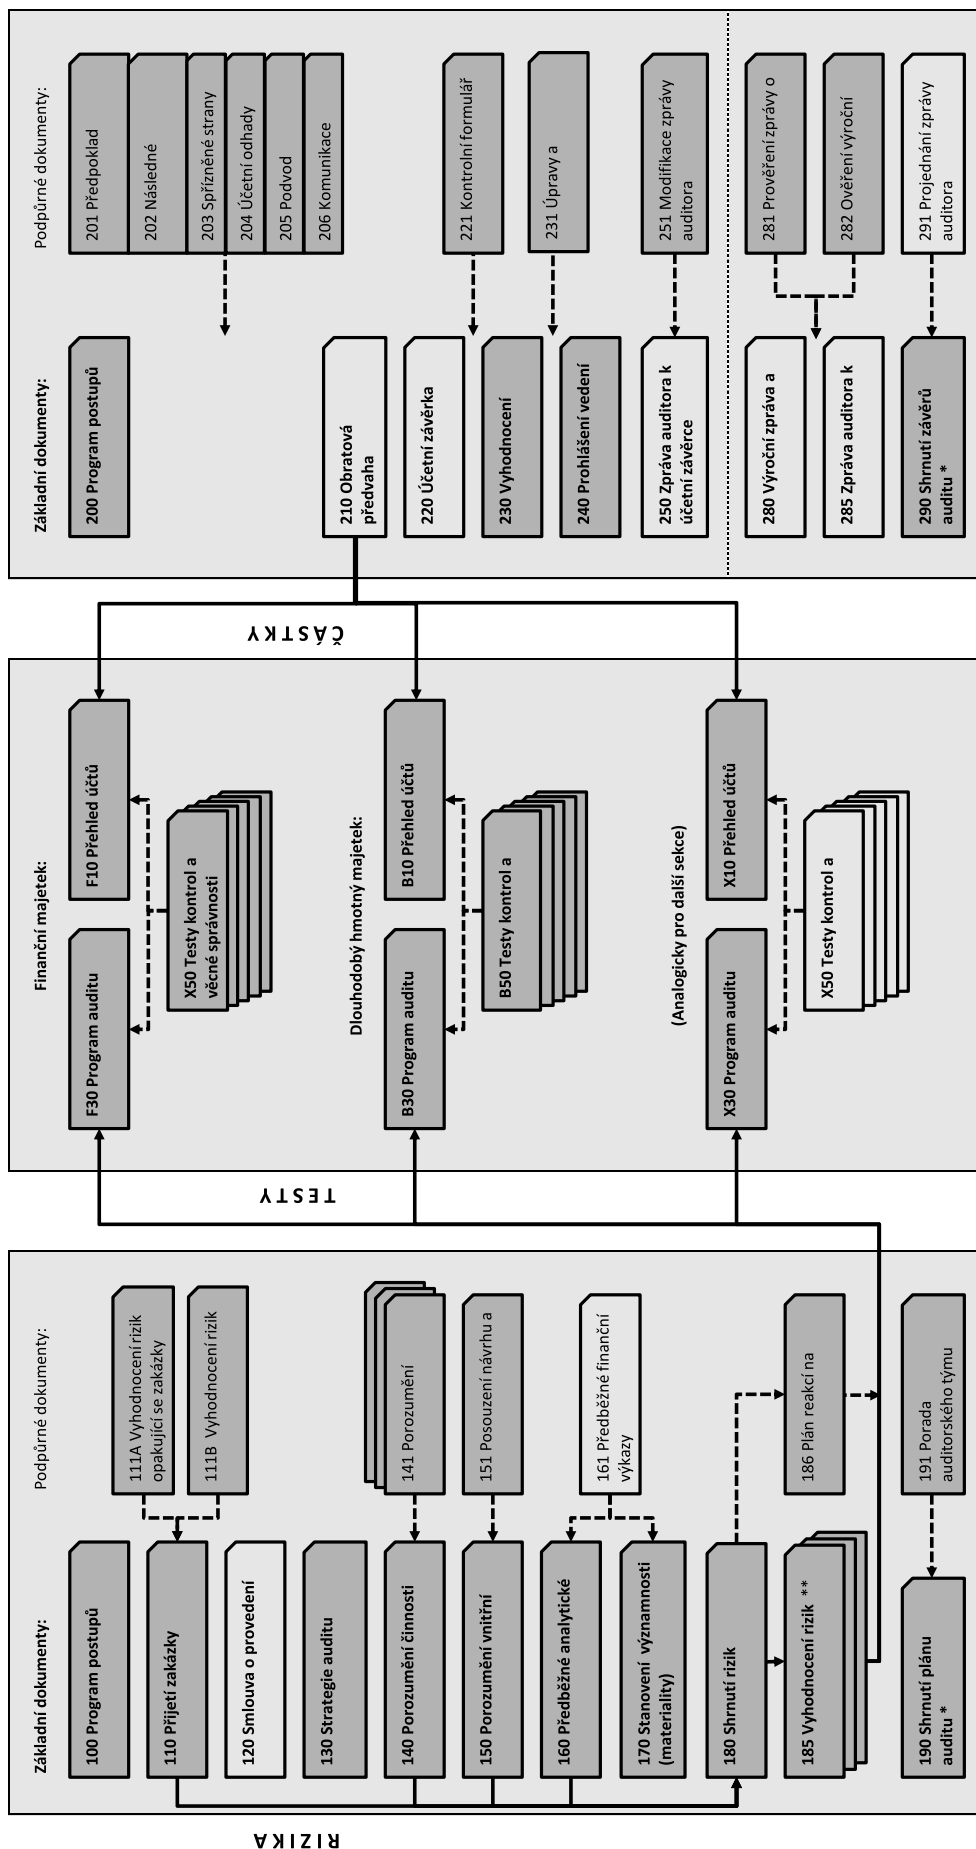 RIZIKA
Základní dokumenty:
100 Program postupů
110 Přijetí zakázky
120 Smlouva o provedení
130 Strategie auditu
140 Porozumění činnosti
150 Porozumění vnitřní
160 Předběžné analytické
170 Stanovení významnosti
(materiality)
180 Shrnutí rizik
185 Vyhodnocení rizik **
190 Shrnutí plánu
auditu *
Podpůrné dokumenty:
111A Vyhodnocení rizik
opakující se zakázky
111B Vyhodnocení rizik
141 Porozumění
151 Posouzení návrhu a
161 Předběžné finanční
výkazy
186 Plán reakcí na
191 Porada
auditorského týmu
TESTY
Finanční majetek:
F30 Program auditu
F10 Přehled účtů
X50 Testy kontrol a
věcné správnosti
Dlouhodobý hmotný majetek:
B30 Program auditu
B10 Přehled účtů
B50 Testy kontrol a
(Analogicky pro další sekce)
X30 Program auditu
X10 Přehled účtů
X50 Testy kontrol a
ČÁSTKY
Základní dokumenty:
200 Program postupů
210 Obratová
předvaha
220 Účetní závěrka
230 Vyhodnocení
240 Prohlášení vedení
250 Zpráva auditora k
účetní závěrce
280 Výroční zpráva a
285 Zpráva auditora k
290 Shrnutí závěrů
auditu *
Podpůrné dokumenty:
201 Předpoklad
202 Následné
203 Spřízněné strany
204 Účetní odhady
205 Podvod
206 Komunikace
221 Kontrolní formulář
231 Úpravy a
251 Modifikace zprávy
auditora
281 Prověření zprávy o
282 Ověření výroční
291 Projednání zprávy
auditora